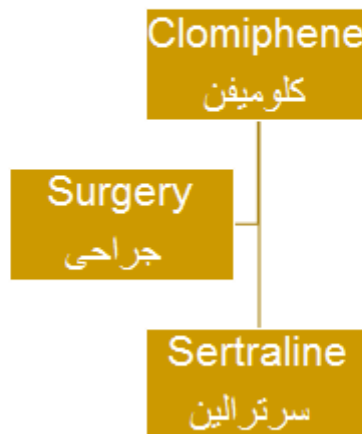 Clomiphene
کلومیفن
Surgery
جراحی
Sertraline
سرترالین